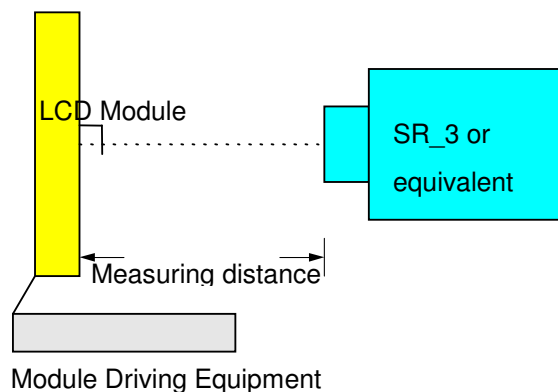 LCD Module
SR_3 or
equivalent
Measuring distance
Module Driving Equipment